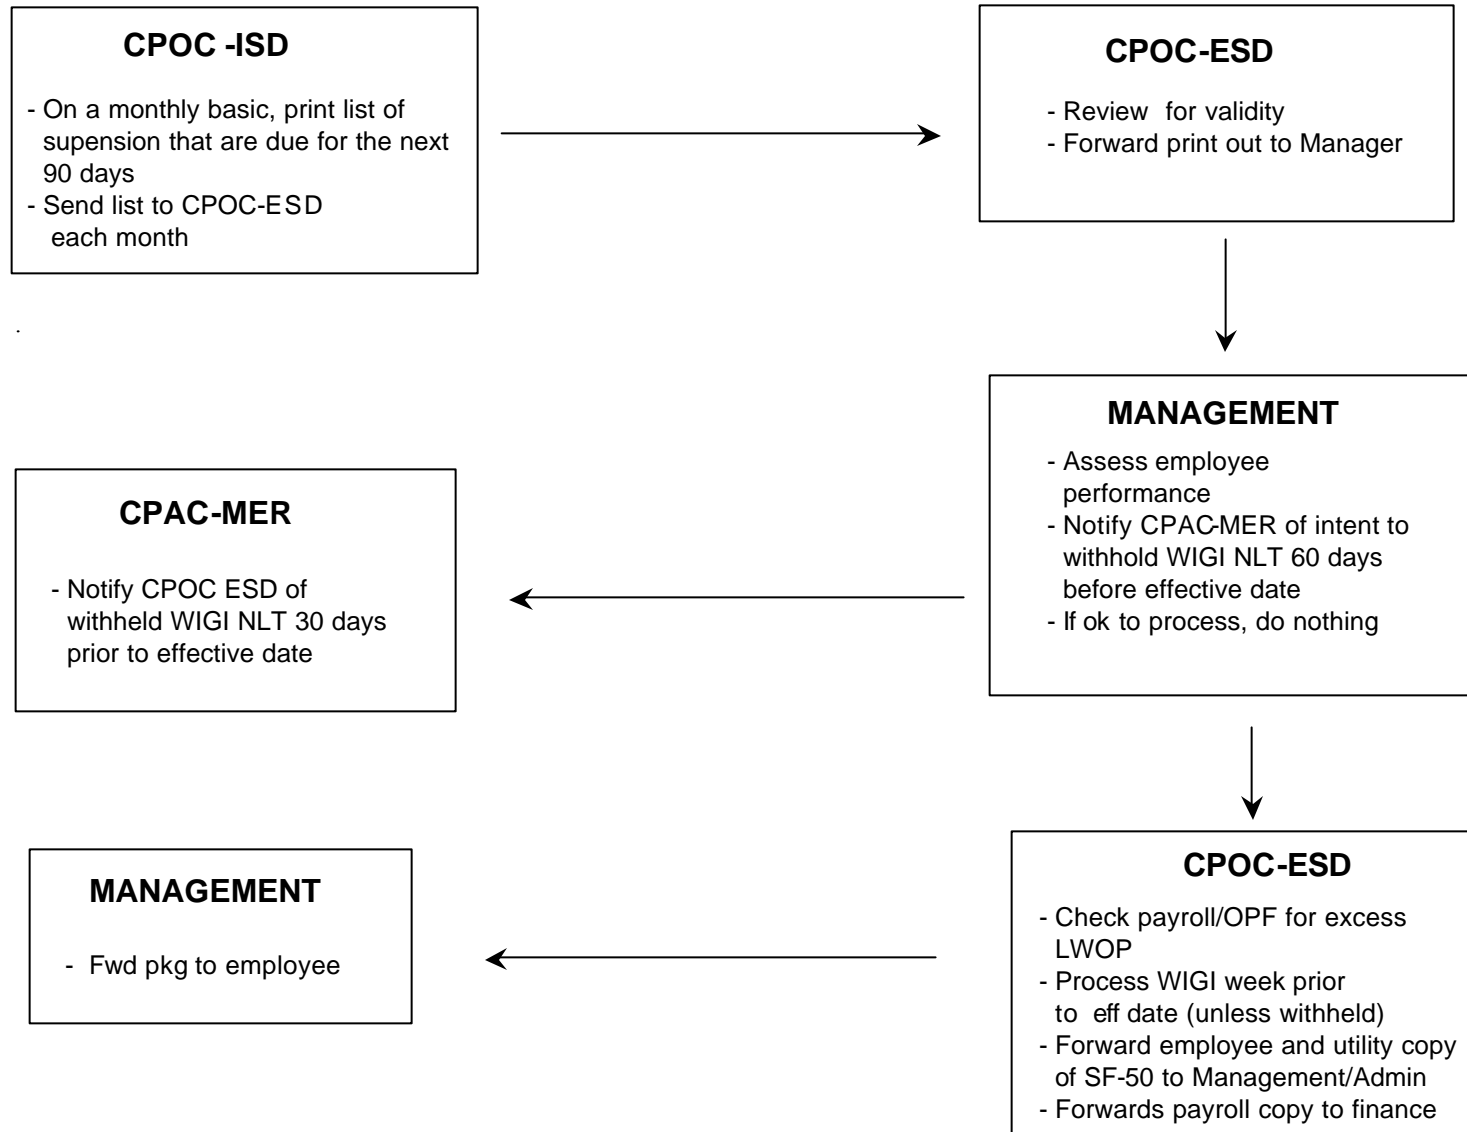 CPOC -ISD
- On a monthly basic, print list of
supension that are due for the next
90 days
- Send list to CPOC-ESD
each month
CPOC-ESD
- Review for validity
- Forward print out to Manager
.
MANAGEMENT
- Assess employee
performance
- Notify CPAC-MER of intent to
withhold WIGI NLT 60 days
before effective date
- If ok to process, do nothing
CPAC-MER
- Notify CPOC ESD of
withheld WIGI NLT 30 days
prior to effective date
MANAGEMENT
- Fwd pkg to employee
CPOC-ESD
- Check payroll/OPF for excess
LWOP
- Process WIGI week prior
to eff date (unless withheld)
- Forward employee and utility copy
of SF-50 to Management/Admin
- Forwards payroll copy to finance